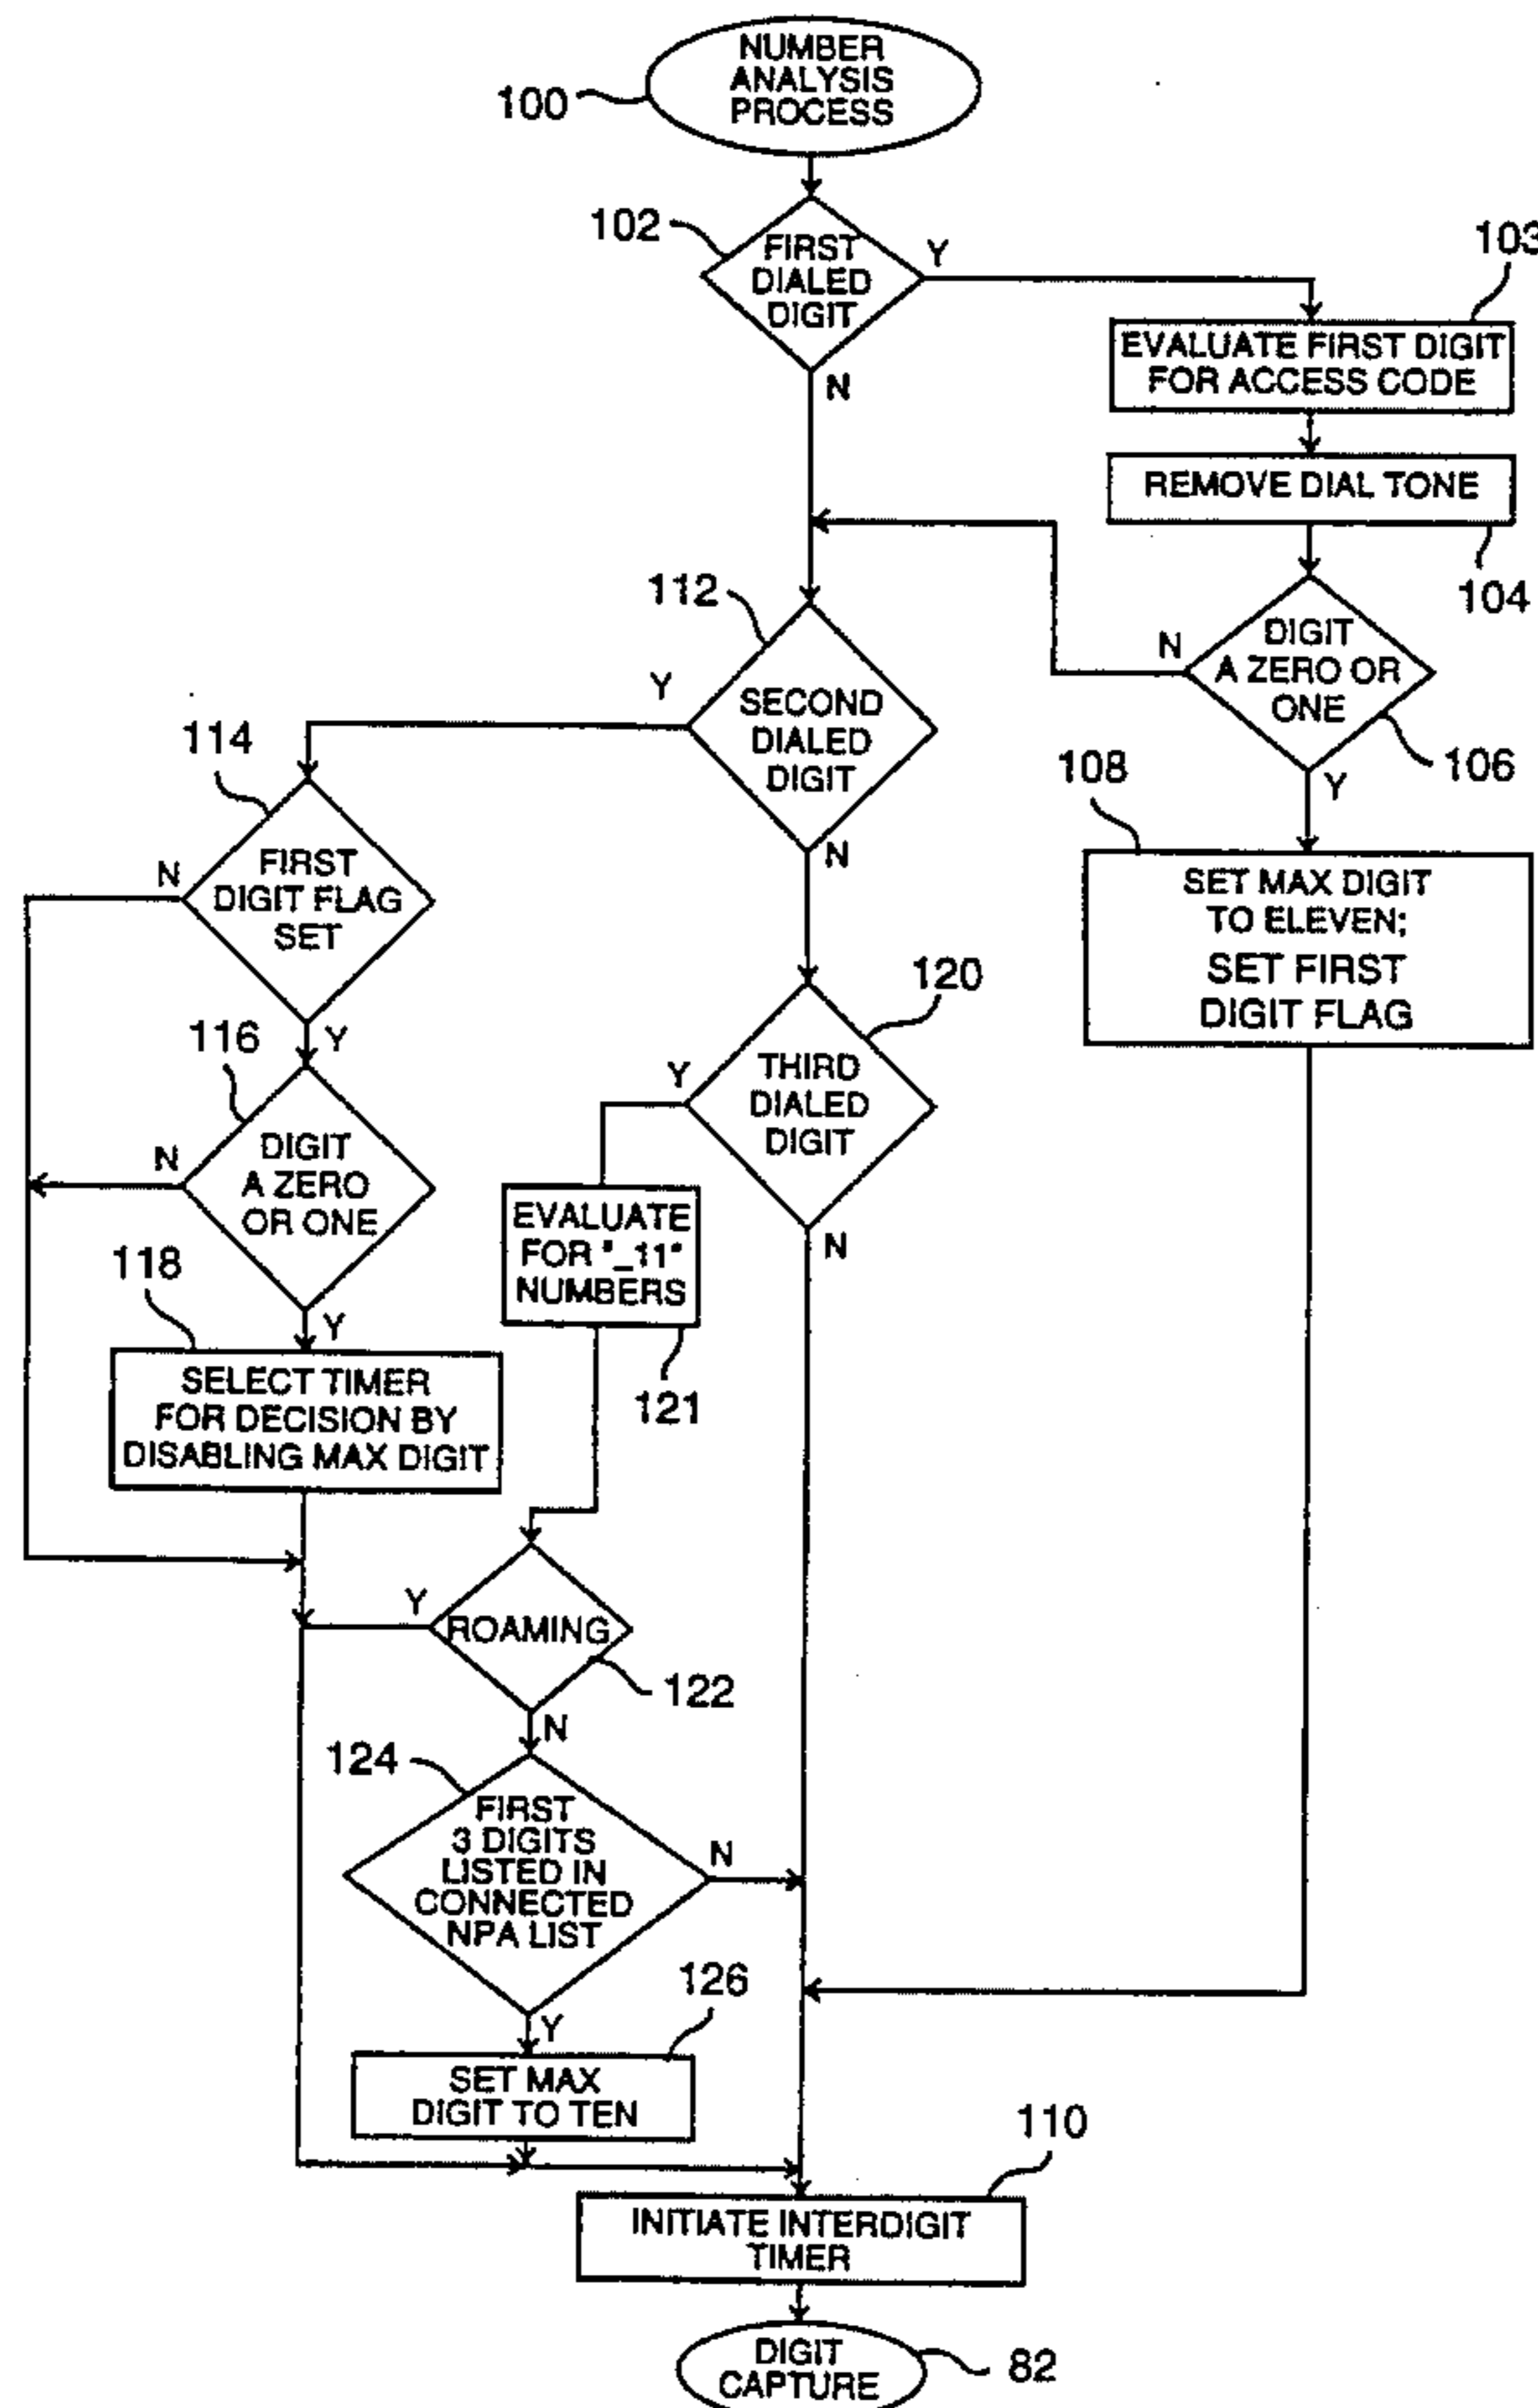 NUMBER
ANALYSIS
PROCESS
100
102
FIRST
DIALED
DIGIT
Y
N
103
EVALUATE FIRST DIGIT
FOR ACCESS CODE
REMOVE DIAL TONE
104
DIGIT
A ZERO OR
ONE
N
Y
106
108
SET MAX DIGIT
TO ELEVEN;
SET FIRST
DIGIT FLAG
112
SECOND
DIALED
DIGIT
Y
N
114
FIRST
DIGIT FLAG
SET
N
Y
116
DIGIT
A ZERO
OR ONE
N
Y
118
SELECT TIMER
FOR DECISION BY
DISABLING MAX DIGIT
120
THIRD
DIALED
DIGIT
Y
N
EVALUATE
FOR "_11"
NUMBERS
121
ROAMING
Y
N
122
124
FIRST
3 DIGITS
LISTED IN
CONNECTED
NPA LIST
N
Y
126
SET MAX
DIGIT TO TEN
110
INITIATE INTERDIGIT
TIMER
DIGIT
CAPTURE
82